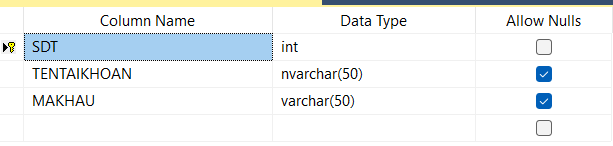 Column Name Data Type Allow Nulls
SDT int
TENTAIKHOAN nvarchar(50)
MAKHAU varchar(50)